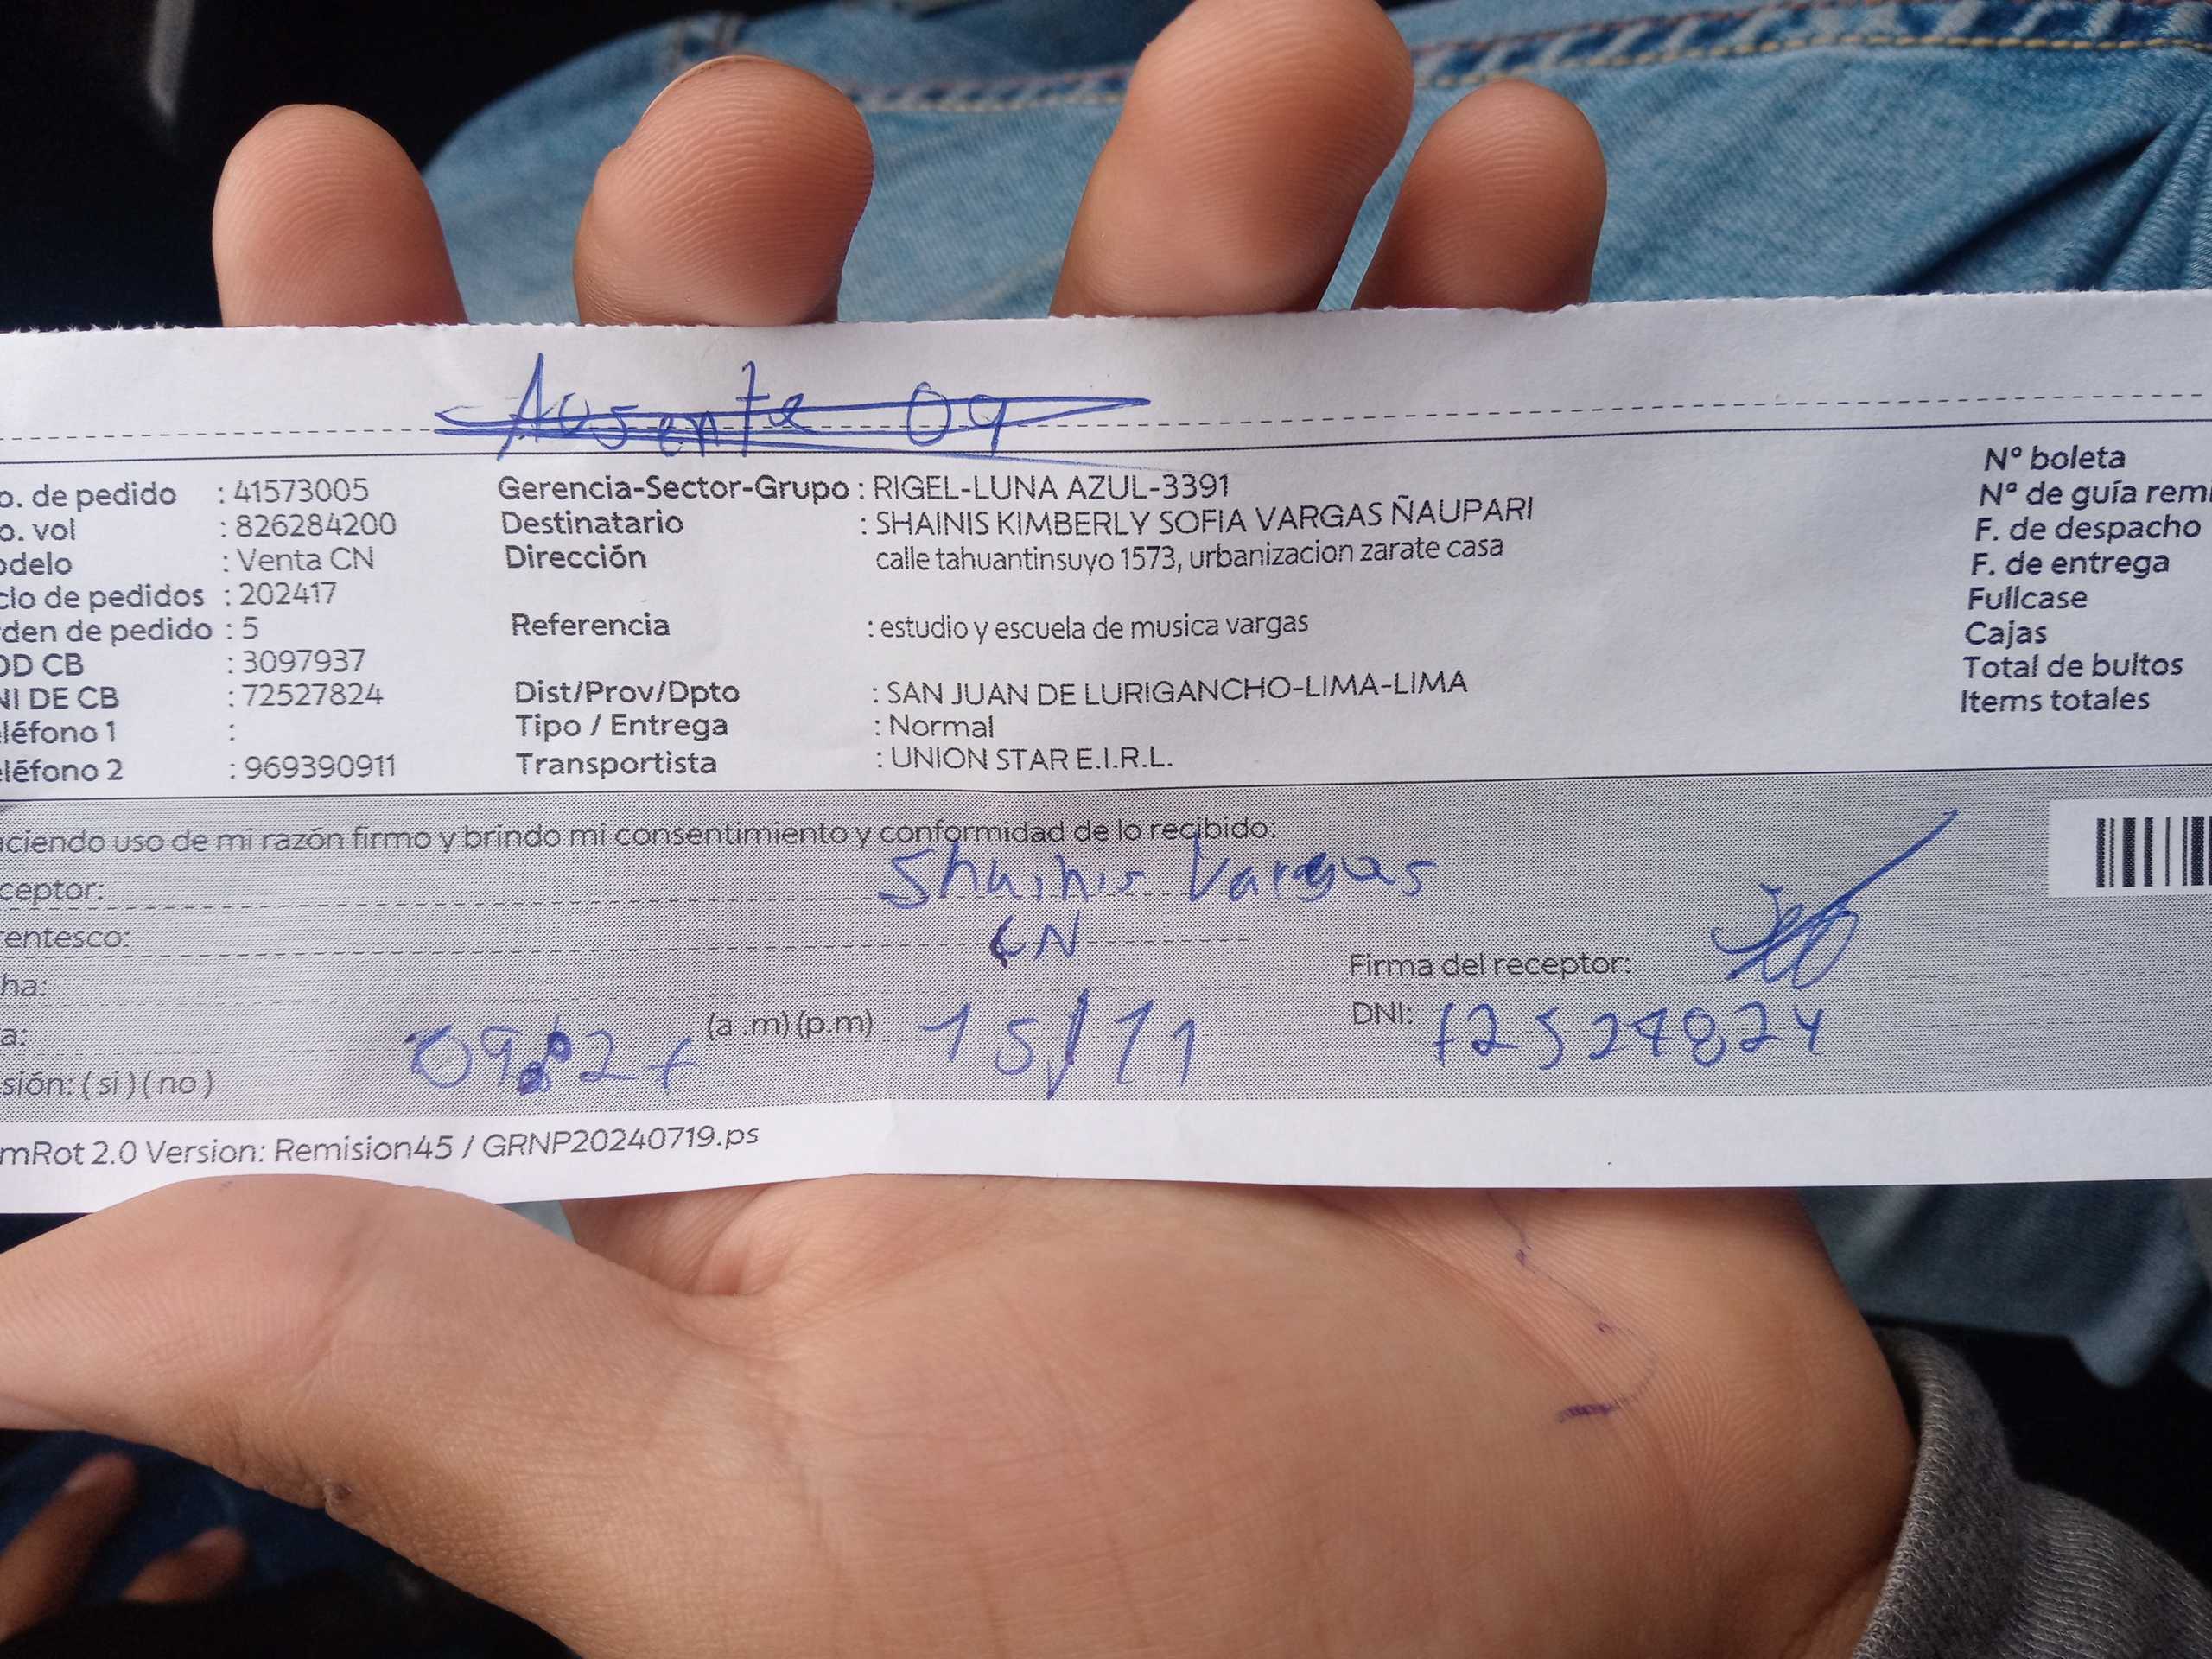 Ausente 09
o. de pedido : 41573005 Gerencia-Sector-Grupo : RIGEL-LUNA AZUL-3391 Nº boleta
o. vol : 826284200 Destinatario : SHAINIS KIMBERLY SOFIA VARGAS ÑAUPARI Nº de guía remi
odelo : Venta CN Dirección calle tahuantinsuyo 1573, urbanizacion zarate casa F. de despacho
clo de pedidos : 202417 F. de entrega
den de pedido : 5 Referencia : estudio y escuela de musica vargas Fullcase
OD CB : 3097937 Cajas
NI DE CB : 72527824 Dist/Prov/Dpto : SAN JUAN DE LURIGANCHO-LIMA-LIMA Total de bultos
léfono 1 : Tipo / Entrega : Normal Items totales
léfono 2 : 969390911 Transportista : UNION STAR E.I.R.L.
aciendo uso de mi razón firmo y brindo mi consentimiento y conformidad de lo recibido:
ceptor: Shainis Vargas
rentesco: CN
ha: Firma del receptor:
a: (a .m) (p.m) 15/11 DNI: 72527824
sión: ( si ) ( no )
mRot 2.0 Version: Remision45 / GRNP20240719.ps